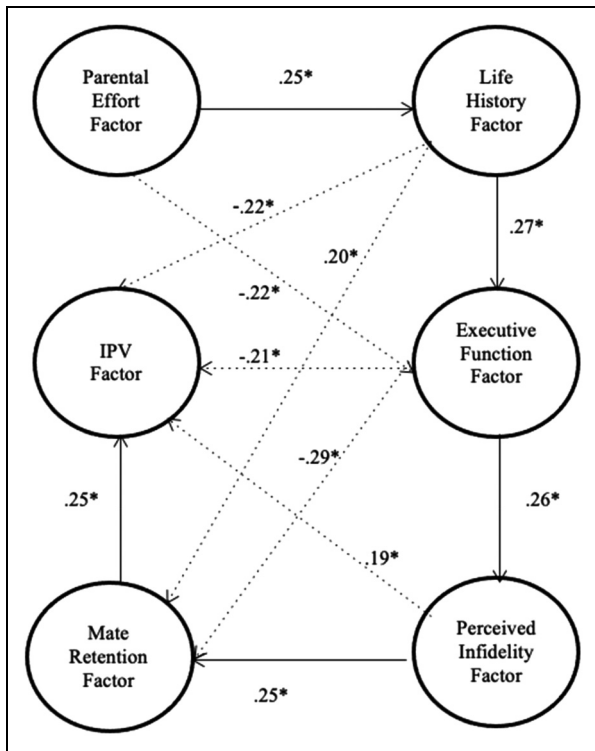 Parental
Effort
Factor
.25*
Life
History
Factor
-.22*
.20*
.27*
-.22*
IPV
Factor
-.21*
Executive
Function
Factor
-.29*
.25*
.26*
.19*
Mate
Retention
Factor
.25*
Perceived
Infidelity
Factor